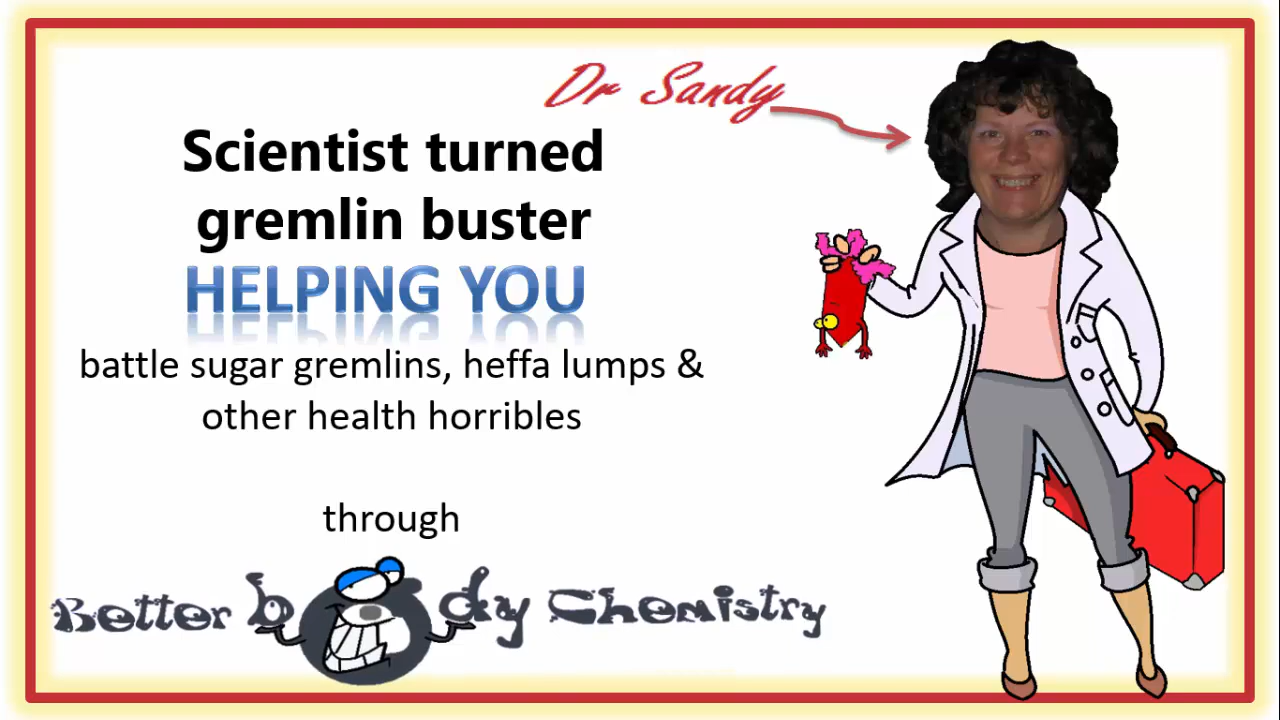 Dr Sandy
Scientist turned
gremlin buster
HELPING YOU
battle sugar gremlins, heffa lumps &
other health horribles
through
Better body Chemistry